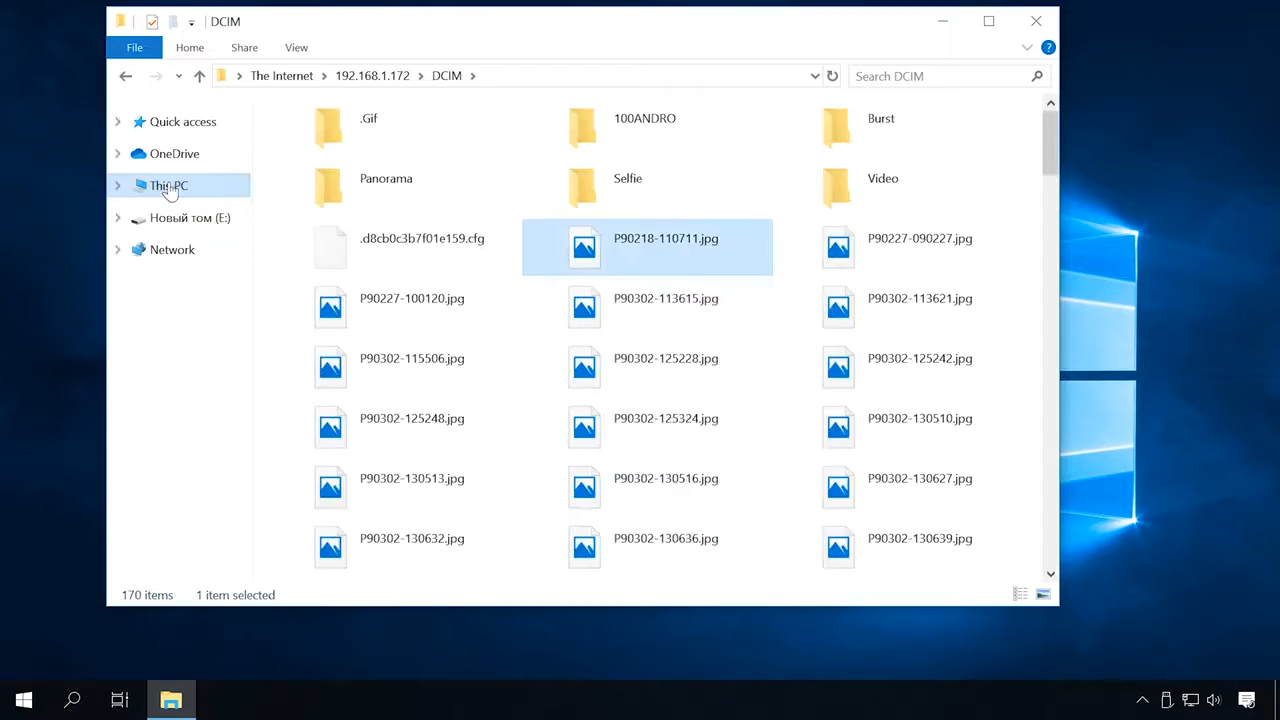 DCIM
File Home Share View
The Internet 192.168.1.172 DCIM Search DCIM
Quick access
OneDrive
This PC
Новый том (E:)
Network
.Gif 100ANDRO Burst
Panorama Selfie Video
.d8cb0c3b7f01e159.cfg P90218-110711.jpg P90227-090227.jpg
P90227-100120.jpg P90302-113615.jpg P90302-113621.jpg
P90302-115506.jpg P90302-125228.jpg P90302-125242.jpg
P90302-125248.jpg P90302-125324.jpg P90302-130510.jpg
P90302-130513.jpg P90302-130516.jpg P90302-130627.jpg
P90302-130632.jpg P90302-130636.jpg P90302-130639.jpg
170 items 1 item selected